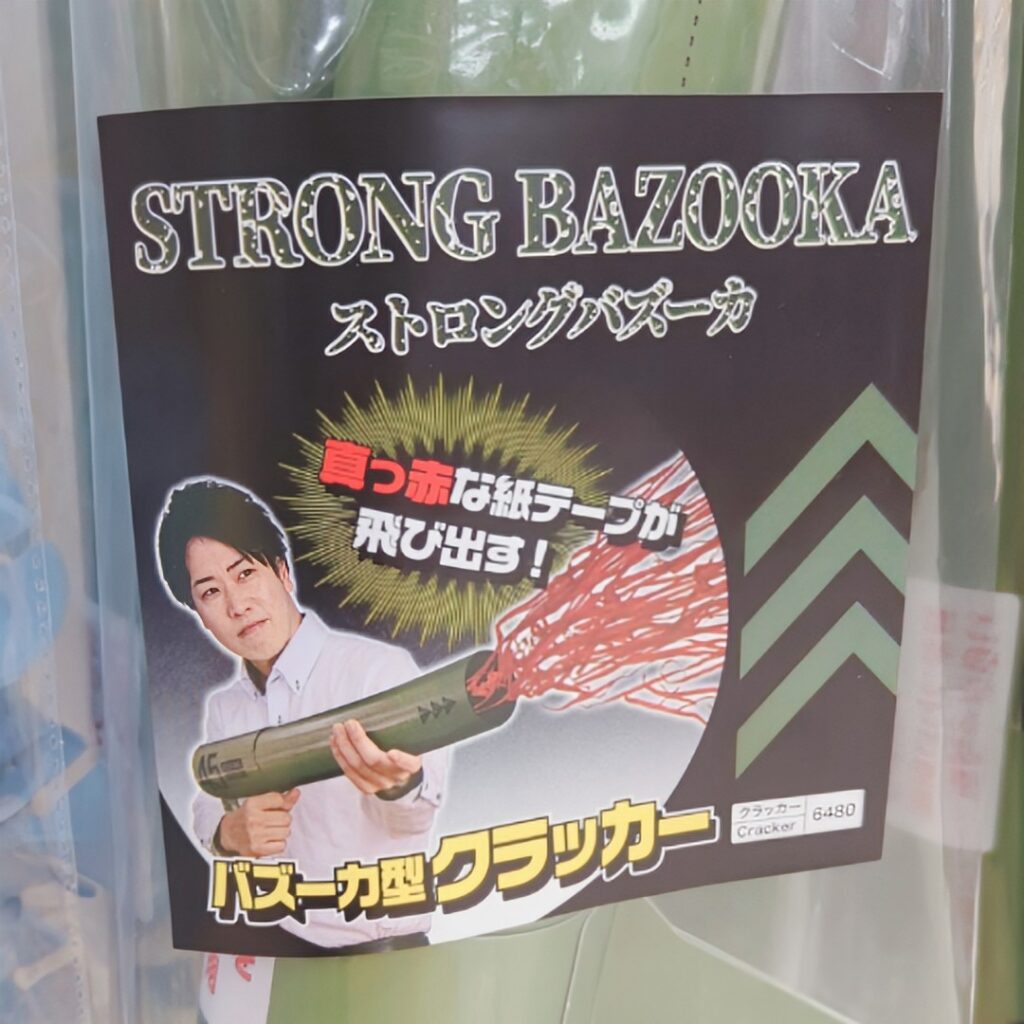 STRONG BAZOOKA
ストロングバズーカ
真っ赤な紙テープが
飛び出す!
15
バズーカ型クラッカー
クラッカー
Cracker
6480